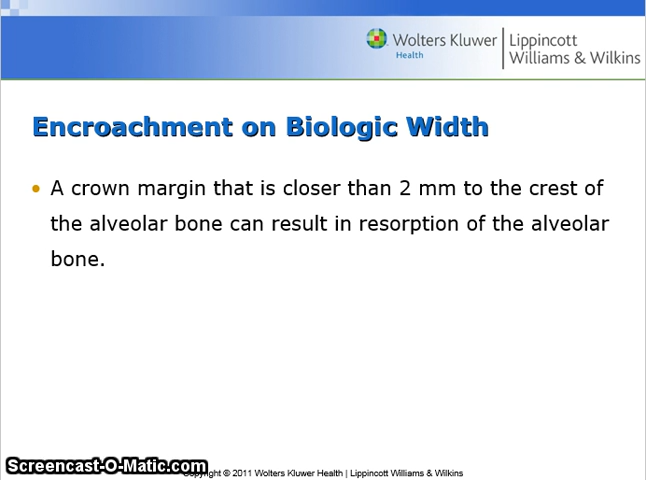 Wolters Kluwer
Health
Lippincott
Williams & Wilkins
Encroachment on Biologic Width
• A crown margin that is closer than 2 mm to the crest of
the alveolar bone can result in resorption of the alveolar
bone.
Screencast-O-Matic.com
Copyright © 2011 Wolters Kluwer Health | Lippincott Williams & Wilkins